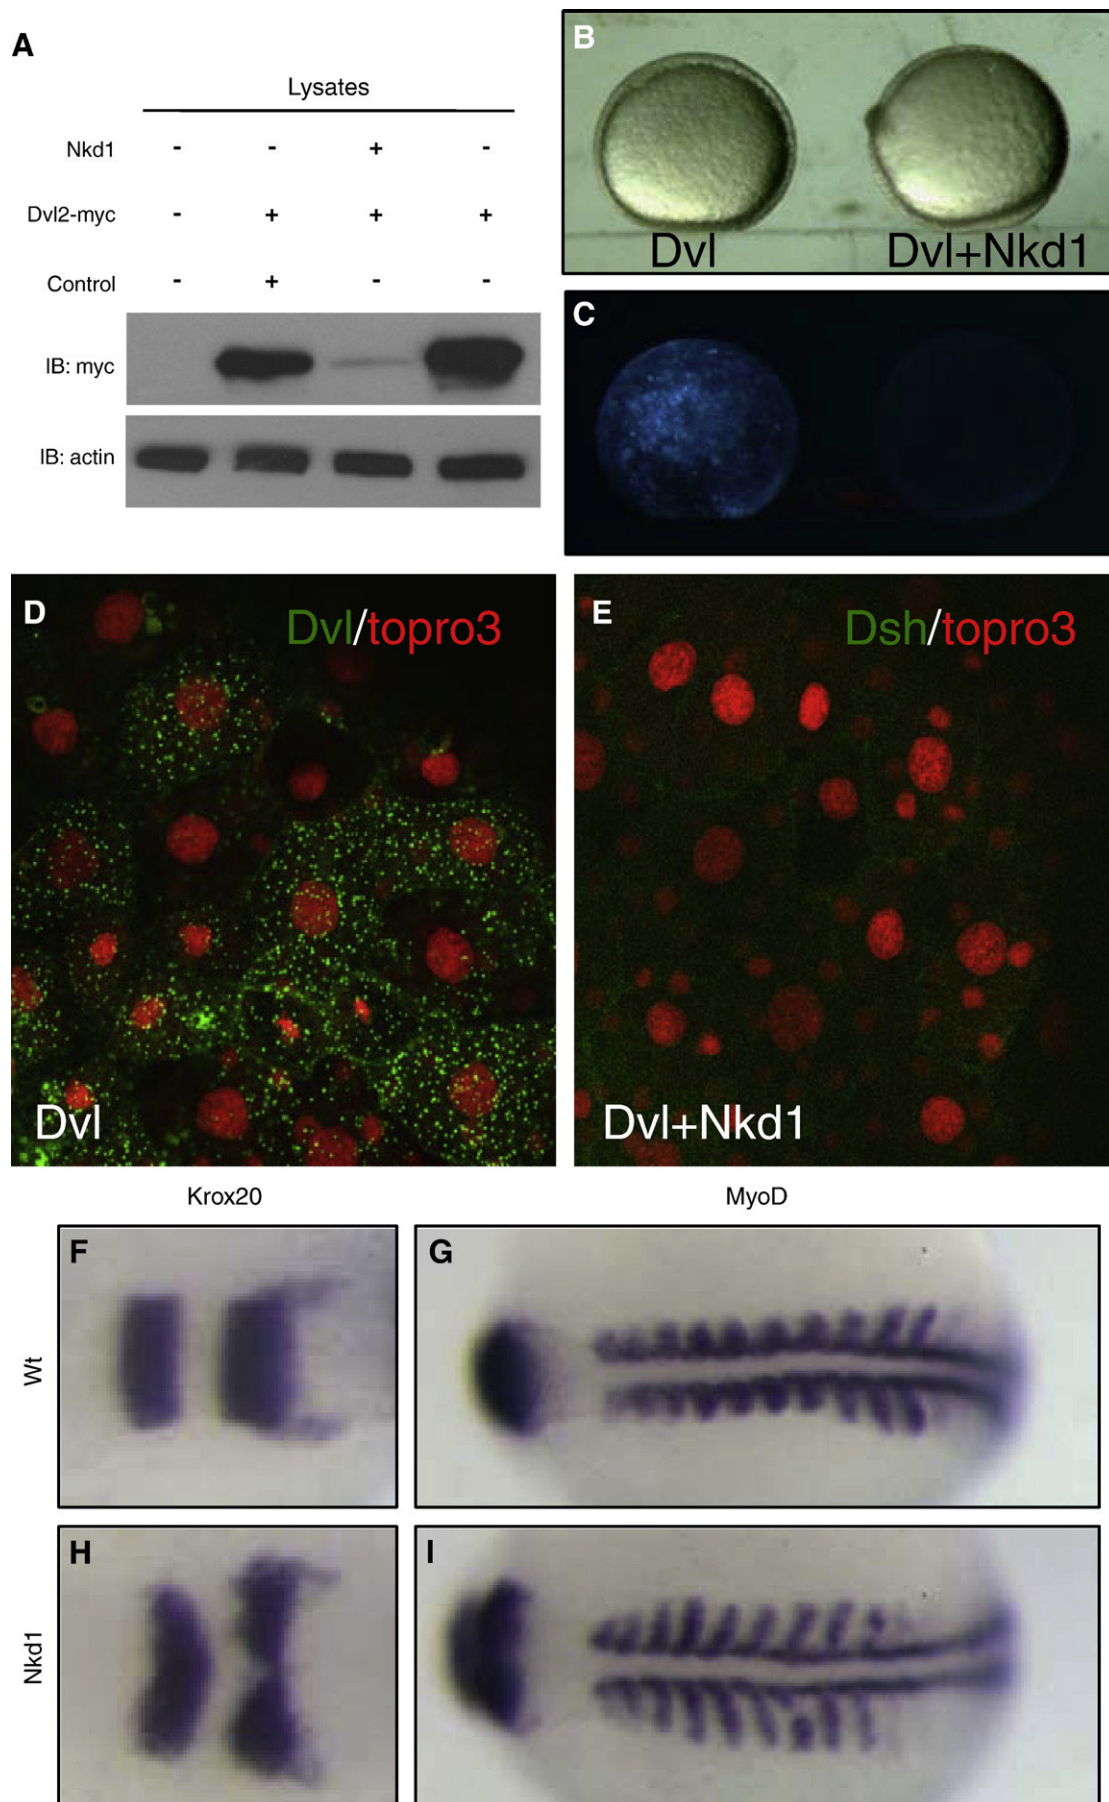 A
Lysates
Nkd1 - - + -
Dvl2-myc - + + +
Control - + - -
IB: myc
IB: actin
B
Dvl Dvl+Nkd1
C
D
Dvl/topro3
Dvl
E
Dsh/topro3
Dvl+Nkd1
Krox20 MyoD
Wt
F
G
Nkd1
H
I